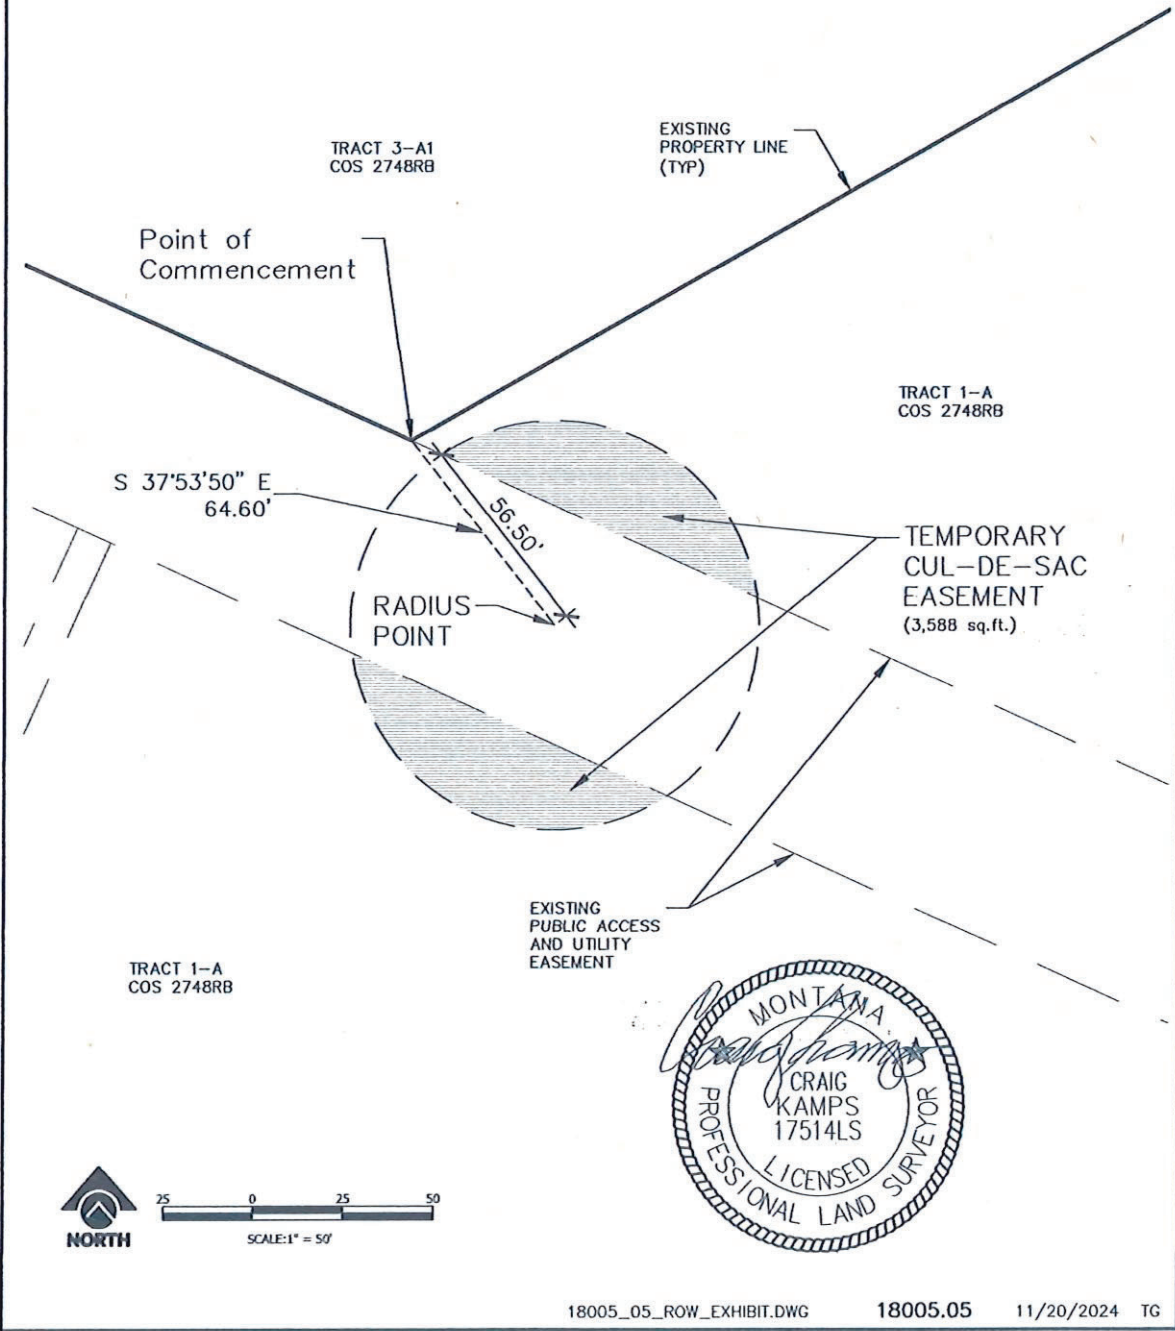 TRACT 3-A1
COS 2748RB
EXISTING
PROPERTY LINE
(TYP)
Point of
Commencement
TRACT 1-A
COS 2748RB
S 37°53'50" E
64.60'
56.50'
RADIUS
POINT
TEMPORARY
CUL-DE-SAC
EASEMENT
(3,588 sq.ft.)
EXISTING
PUBLIC ACCESS
AND UTILITY
EASEMENT
TRACT 1-A
COS 2748RB
MONTANA
Craig Kamps
CRAIG
KAMPS
17514LS
LICENSED
PROFESSIONAL LAND SURVEYOR
NORTH
25 0 25 50
SCALE:1" = 50'
18005_05_ROW_EXHIBIT.DWG 18005.05 11/20/2024 TG